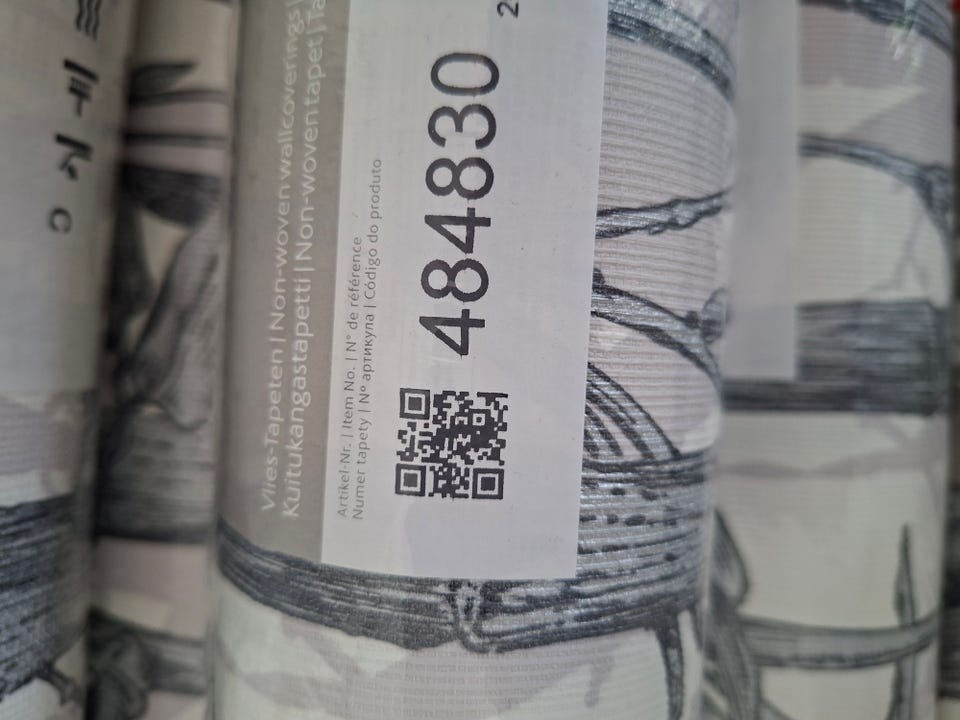 Vlies-Tapeten | Non-woven wallcoverings |
Kuitukangastapetti | Non-woven tapet |
Artikel-Nr. | Item No. | N° de référence
Numer tapety | N° артикула | Código do produto
484830
2